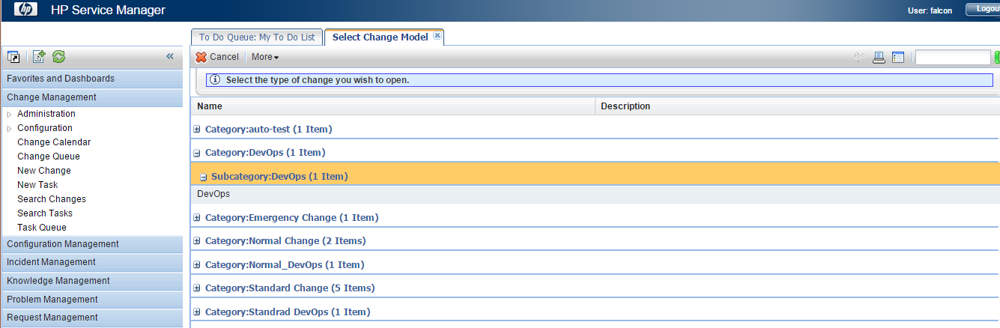 hp HP Service Manager
User: falcon Logou
To Do Queue: My To Do List Select Change Model
Cancel More abc
Favorites and Dashboards
Change Management
Administration
Configuration
Change Calendar
Change Queue
New Change
New Task
Search Changes
Search Tasks
Task Queue
Configuration Management
Incident Management
Knowledge Management
Problem Management
Request Management
Select the type of change you wish to open.
Name Description
Category:auto-test (1 Item)
Category:DevOps (1 Item)
Subcategory:DevOps (1 Item)
DevOps
Category:Emergency Change (1 Item)
Category:Normal Change (2 Items)
Category:Normal_DevOps (1 Item)
Category:Standard Change (5 Items)
Category:Standrad DevOps (1 Item)